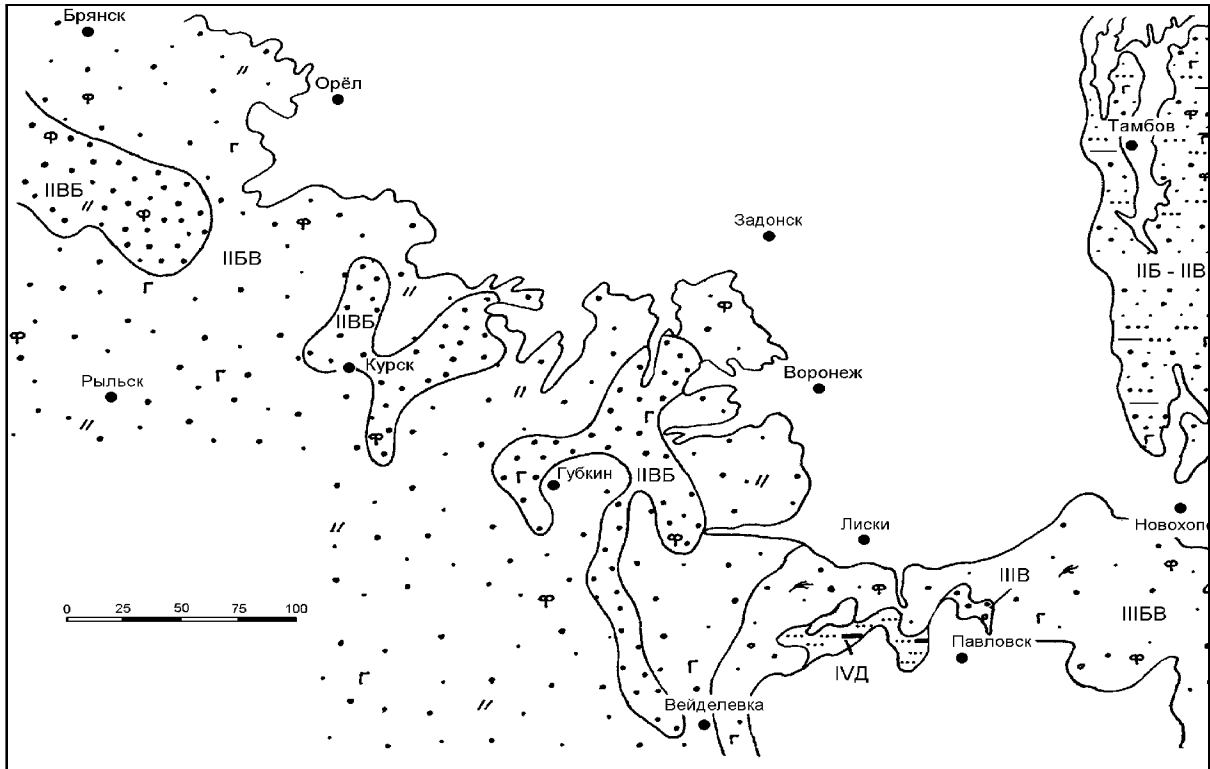 Брянск
Орёл
Тамбов
IIВБ
Задонск
IIБВ
IIБ - IIВ
IIВБ
Курск
Воронеж
Рыльск
Губкин
IIВБ
Лиски
Новохопе
IIIВ
0 25 50 75 100
IIIБВ
Павловск
IVД
Вейделевка